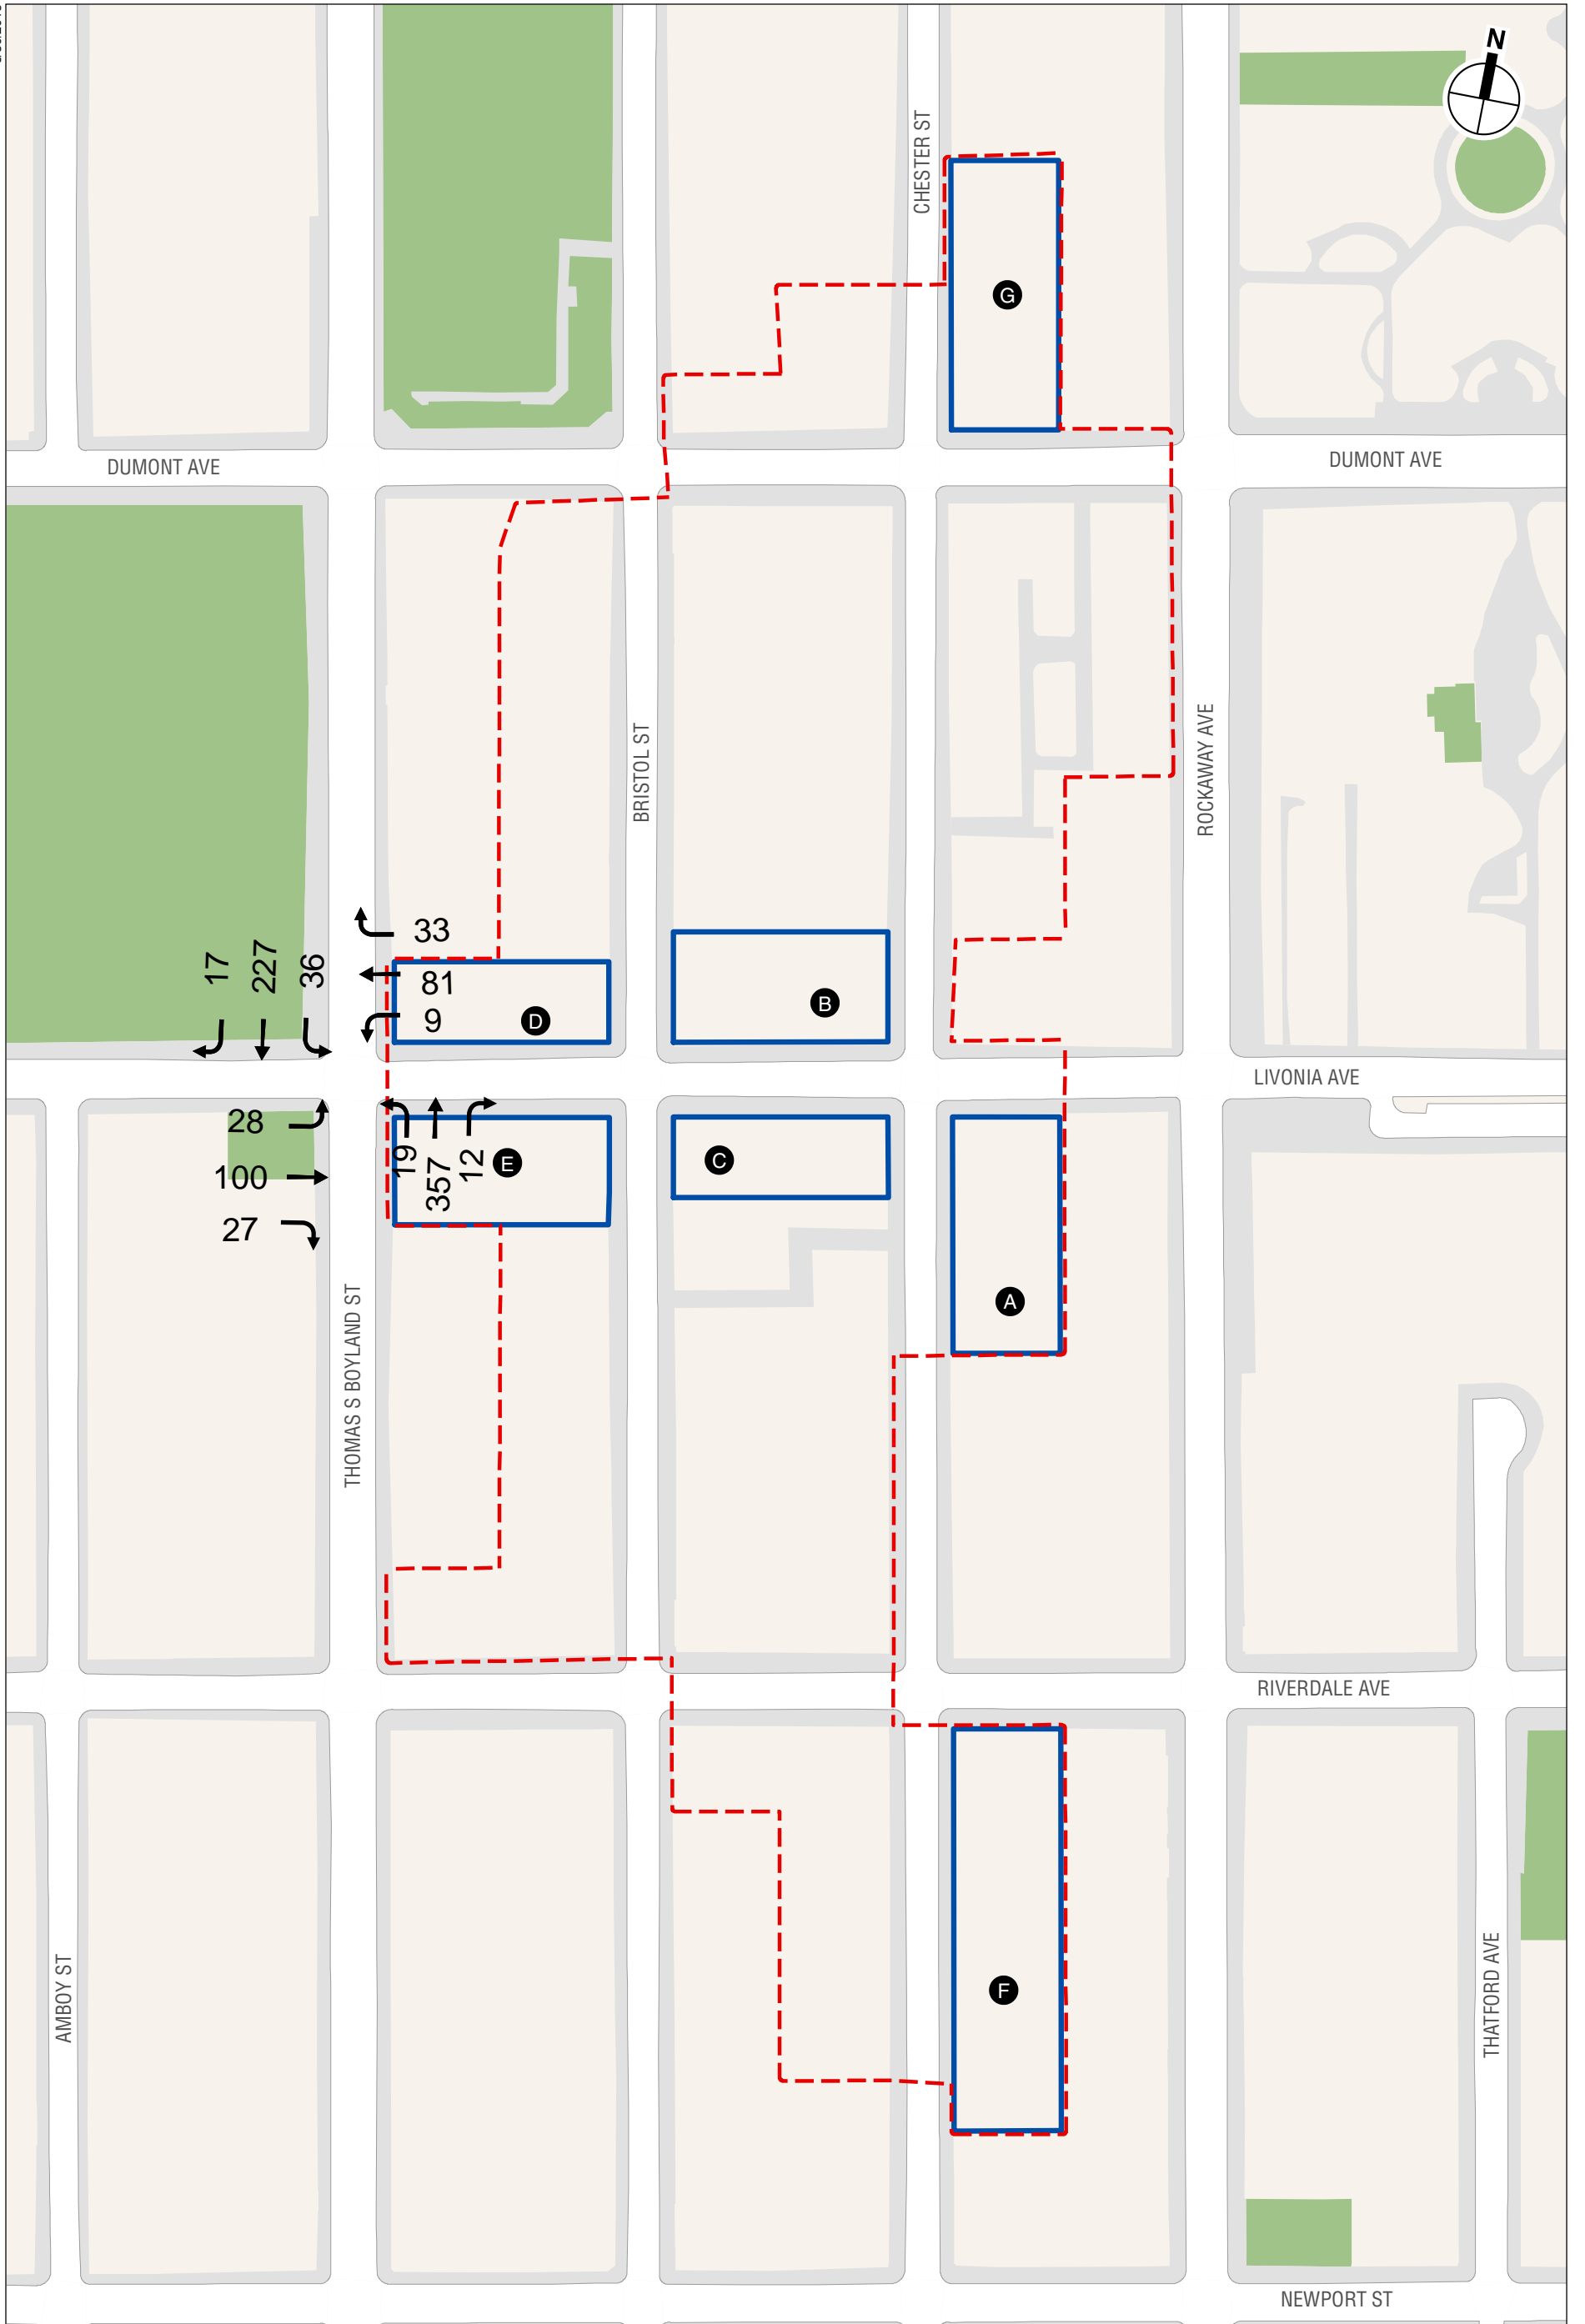 N
CHESTER ST
G
DUMONT AVE
DUMONT AVE
BRISTOL ST
ROCKAWAY AVE
33
17
227
36
81
9
D
B
LIVONIA AVE
28
19
357
12
E
C
100
27
A
THOMAS S BOYLAND ST
RIVERDALE AVE
AMBOY ST
THATFORD AVE
F
NEWPORT ST